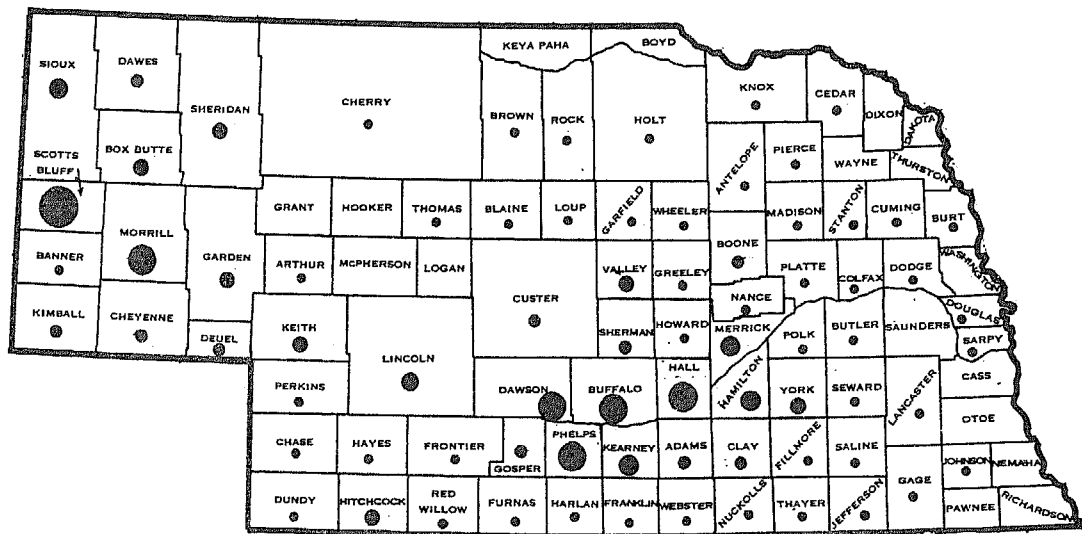 SIOUX
DAWES
SHERIDAN
CHERRY
KEYA PAHA
BOYD
BROWN
ROCK
HOLT
KNOX
CEDAR
DIXON
DAKOTA
BOX BUTTE
SCOTTS
BLUFF
ANTELOPE
PIERCE
WAYNE
THURSTON
GRANT
HOOKER
THOMAS
BLAINE
LOUP
GARFIELD
WHEELER
MADISON
STANTON
CUMING
BURT
BANNER
MORRILL
GARDEN
ARTHUR
McPHERSON
LOGAN
CUSTER
VALLEY
GREELEY
BOONE
PLATTE
COLFAX
DODGE
WASHINGTON
NANCE
KIMBALL
CHEYENNE
DEUEL
KEITH
LINCOLN
SHERMAN
HOWARD
MERRICK
POLK
BUTLER
SAUNDERS
DOUGLAS
SARPY
PERKINS
DAWSON
BUFFALO
HALL
HAMILTON
YORK
SEWARD
LANCASTER
CASS
OTOE
CHASE
HAYES
FRONTIER
GOSPER
PHELPS
KEARNEY
ADAMS
CLAY
FILLMORE
SALINE
JOHNSON
NEMAHA
DUNDY
HITCHCOCK
RED
WILLOW
FURNAS
HARLAN
FRANKLIN
WEBSTER
NUCKOLLS
THAYER
JEFFERSON
GAGE
PAWNEE
RICHARDSON